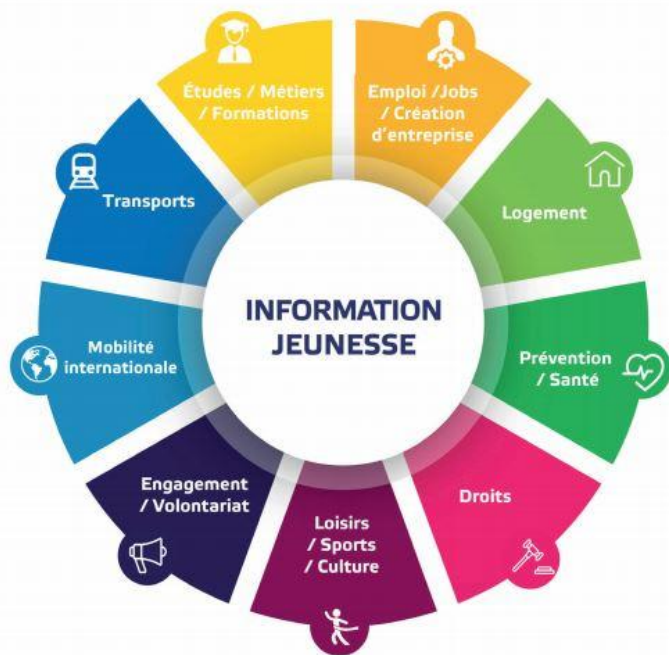 Études / Métiers
/ Formations
Emploi /Jobs
/ Création
d'entreprise
Logement
Prévention
/ Santé
Droits
Loisirs
/ Sports
/ Culture
Engagement
/ Volontariat
Mobilité
internationale
Transports
INFORMATION
JEUNESSE